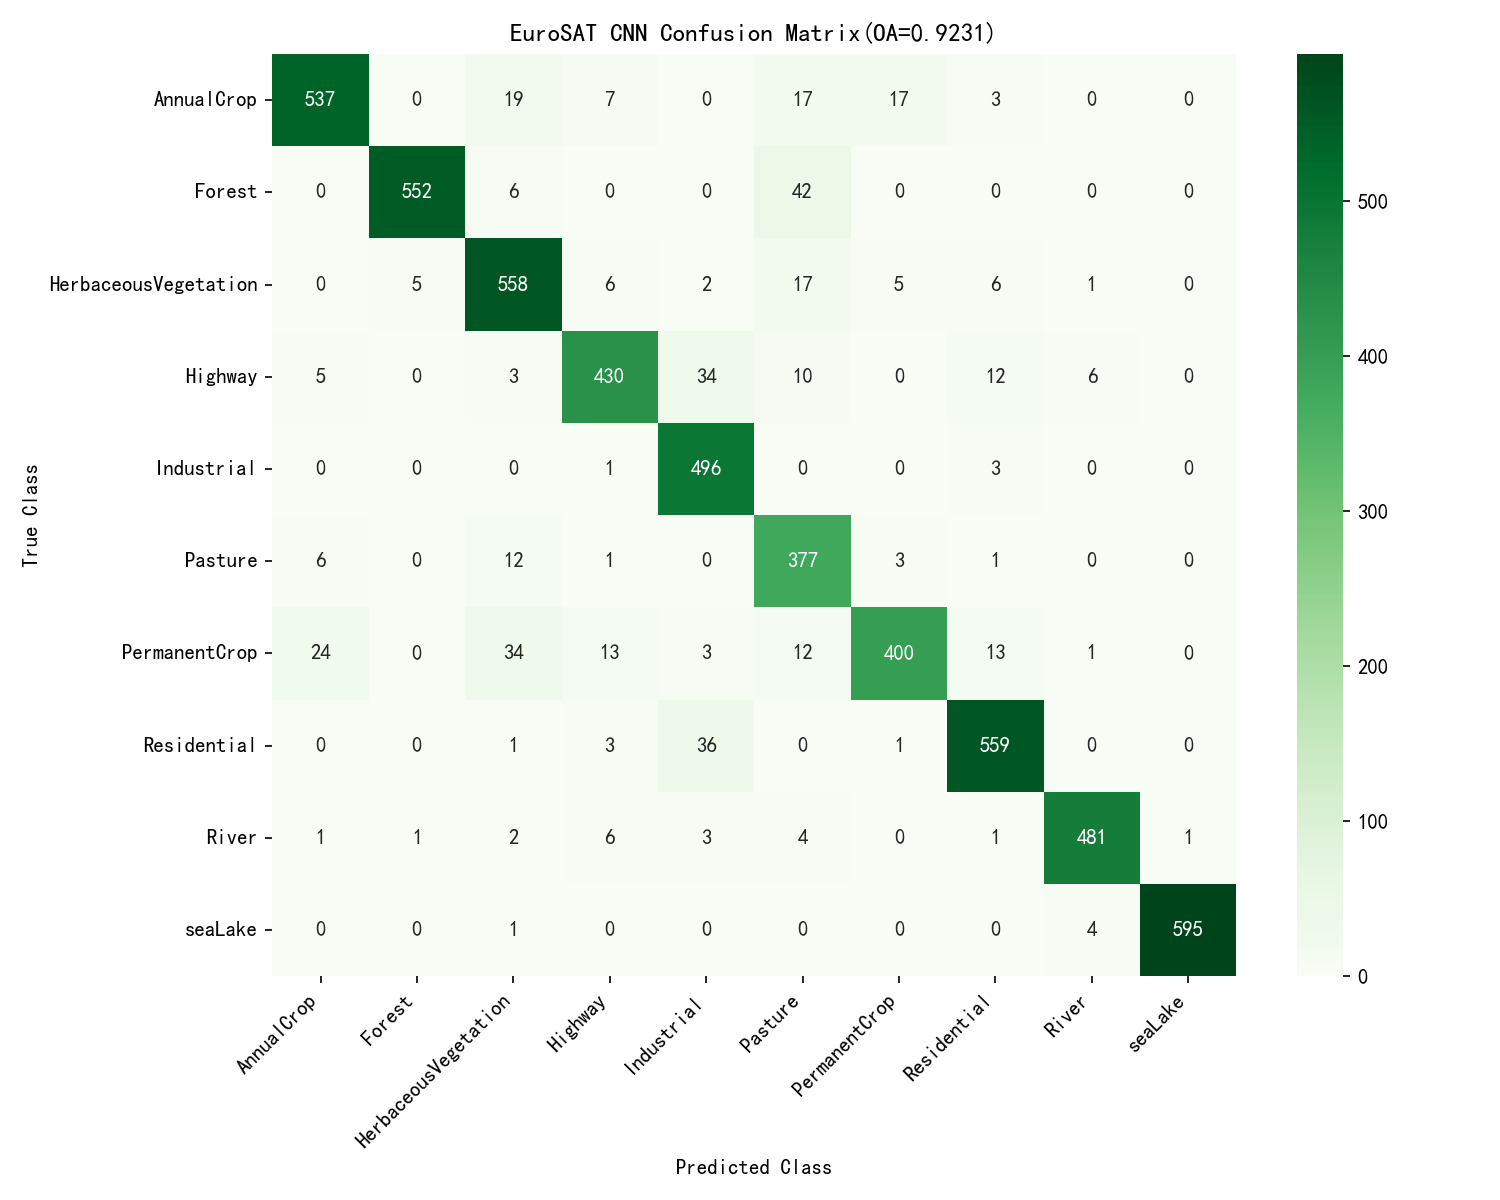 EuroSAT CNN Confusion Matrix(OA=0.9231)
AnnualCrop 537 0 19 7 0 17 17 3 0 0
Forest 0 552 6 0 0 42 0 0 0 0
HerbaceousVegetation 0 5 558 6 2 17 5 6 1 0
Highway 5 0 3 430 34 10 0 12 6 0
Industrial 0 0 0 1 496 0 0 3 0 0
Pasture 6 0 12 1 0 377 3 1 0 0
PermanentCrop 24 0 34 13 3 12 400 13 1 0
Residential 0 0 1 3 36 0 1 559 0 0
River 1 1 2 6 3 4 0 1 481 1
seaLake 0 0 1 0 0 0 0 0 4 595
True Class
AnnualCrop
Forest
HerbaceousVegetation
Highway
Industrial
Pasture
PermanentCrop
Residential
River
seaLake
Predicted Class
500
400
300
200
100
0